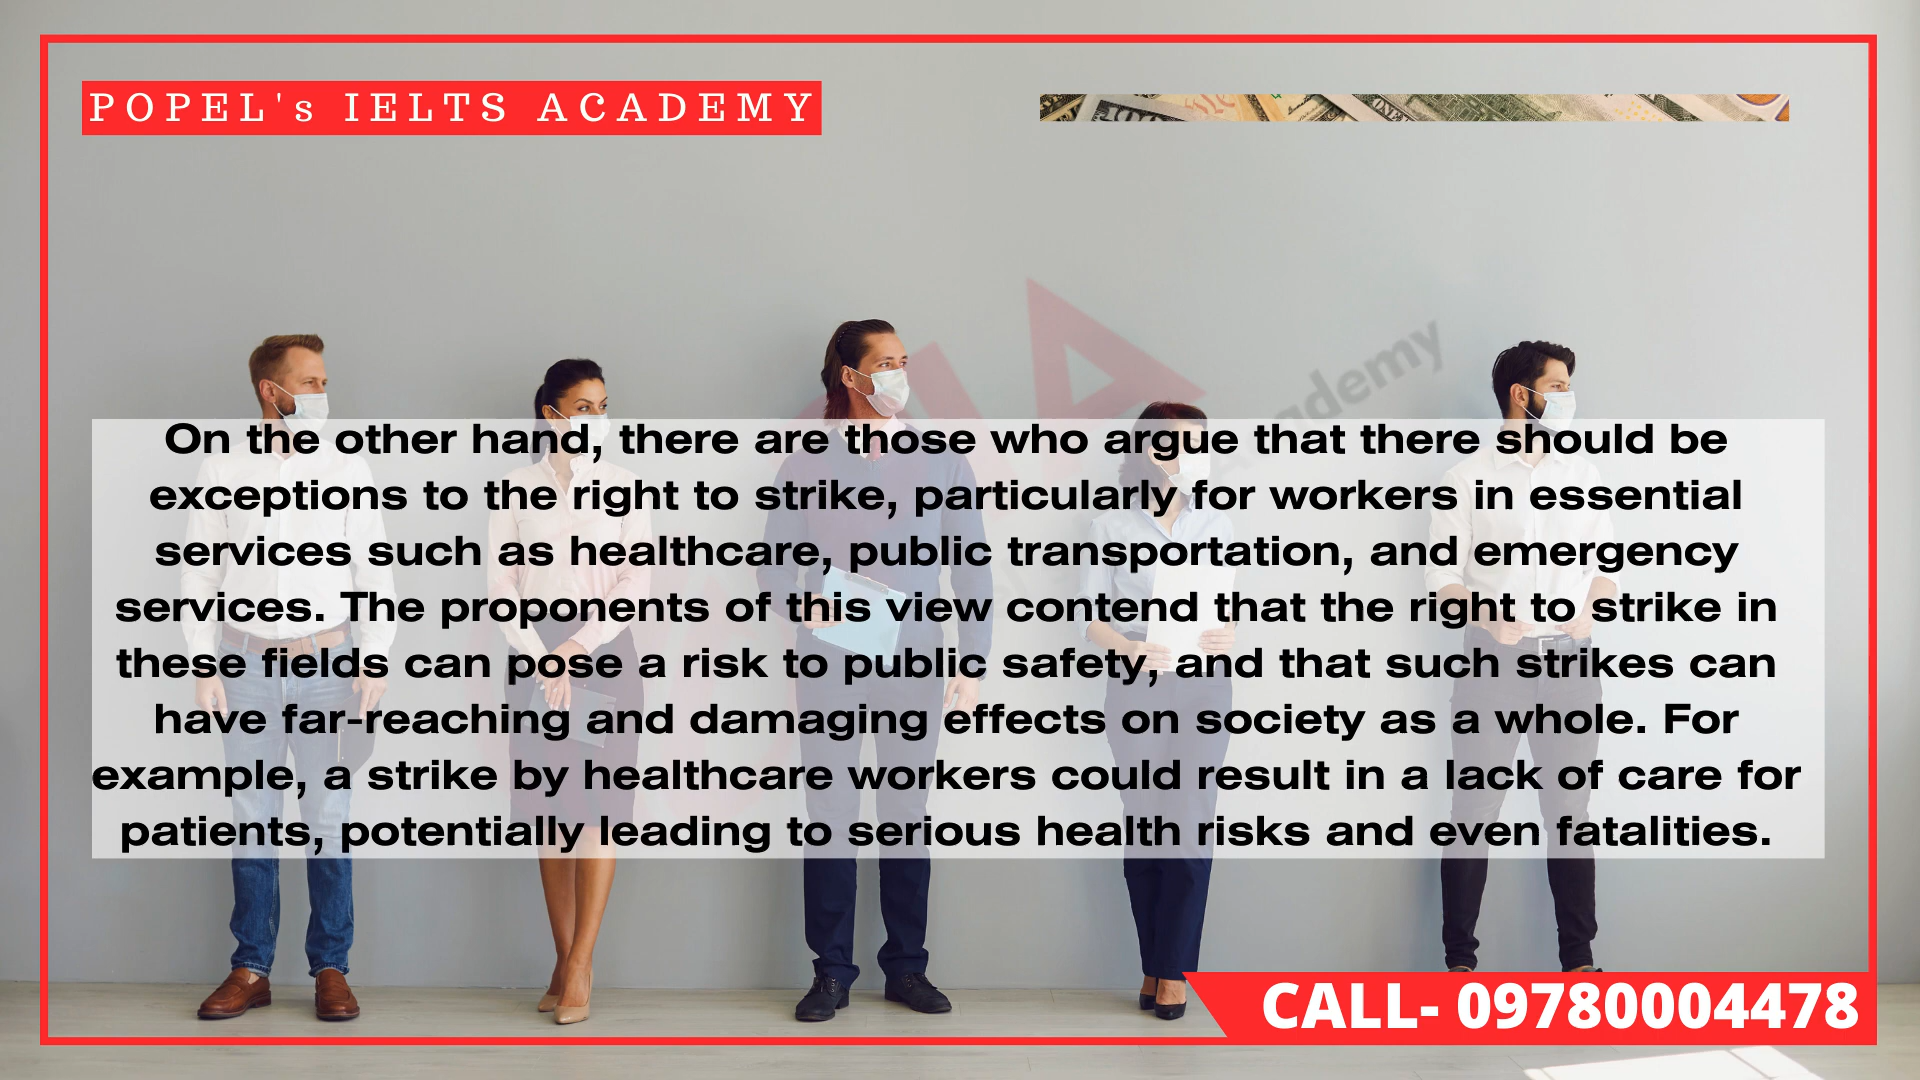 POPEL's IELTS ACADEMY
On the other hand, there are those who argue that there should be
exceptions to the right to strike, particularly for workers in essential
services such as healthcare, public transportation, and emergency
services. The proponents of this view contend that the right to strike in
these fields can pose a risk to public safety, and that such strikes can
have far-reaching and damaging effects on society as a whole. For
example, a strike by healthcare workers could result in a lack of care for
patients, potentially leading to serious health risks and even fatalities.
Academy
CALL- 09780004478